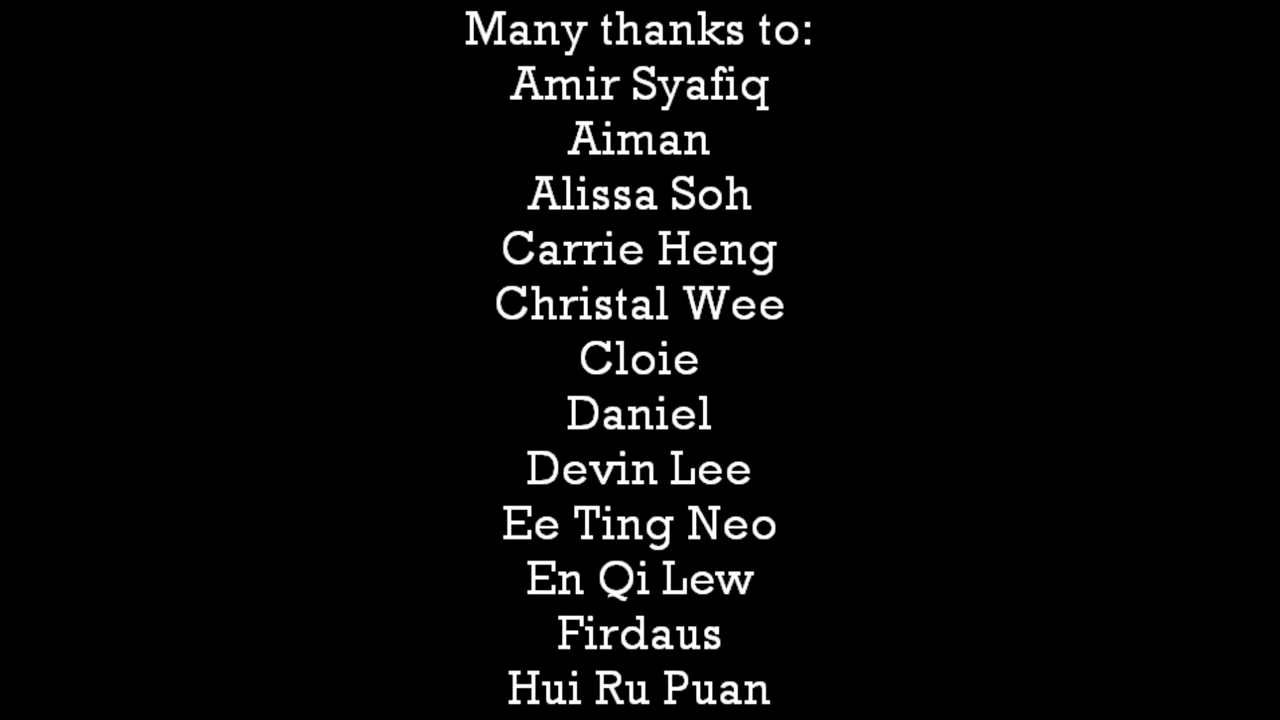 Many thanks to:
Amir Syafiq
Aiman
Alissa Soh
Carrie Heng
Christal Wee
Cloie
Daniel
Devin Lee
Ee Ting Neo
En Qi Lew
Firdaus
Hui Ru Puan